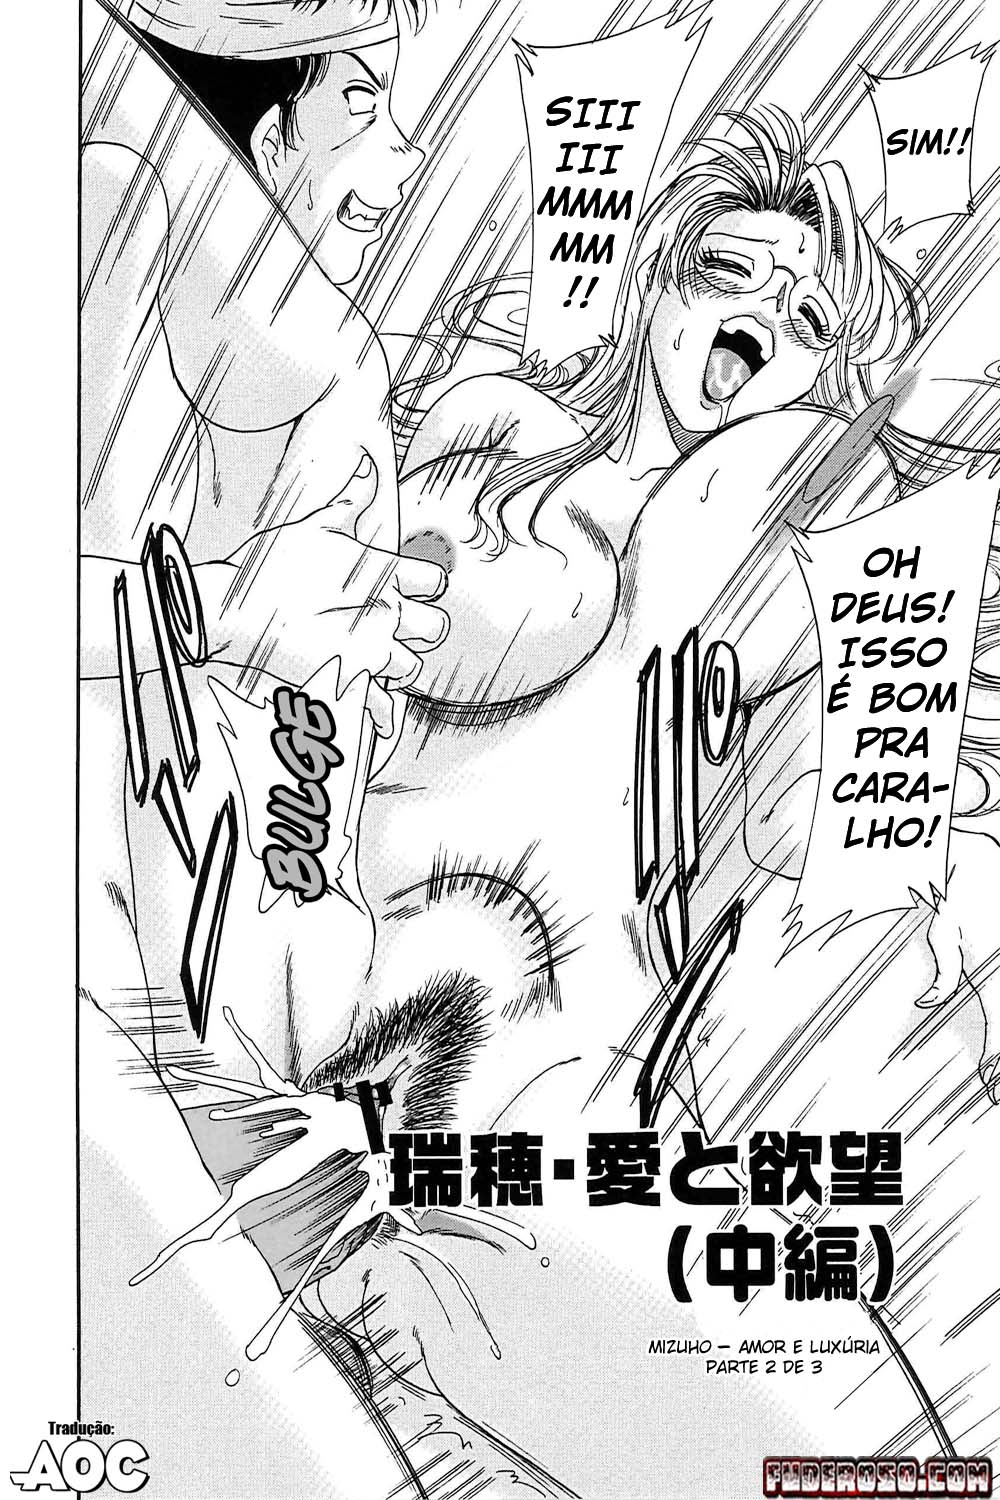 SIM!!
SIII
III
MMM
MM
!!
OH
DEUS!
ISSO
É BOM
PRA
CARA-
LHO!
BULGE
瑞穂・愛と欲望
(中編)
MIZUHO – AMOR E LUXÚRIA
PARTE 2 DE 3
Tradução:
AOC
FUDEROSO.COM